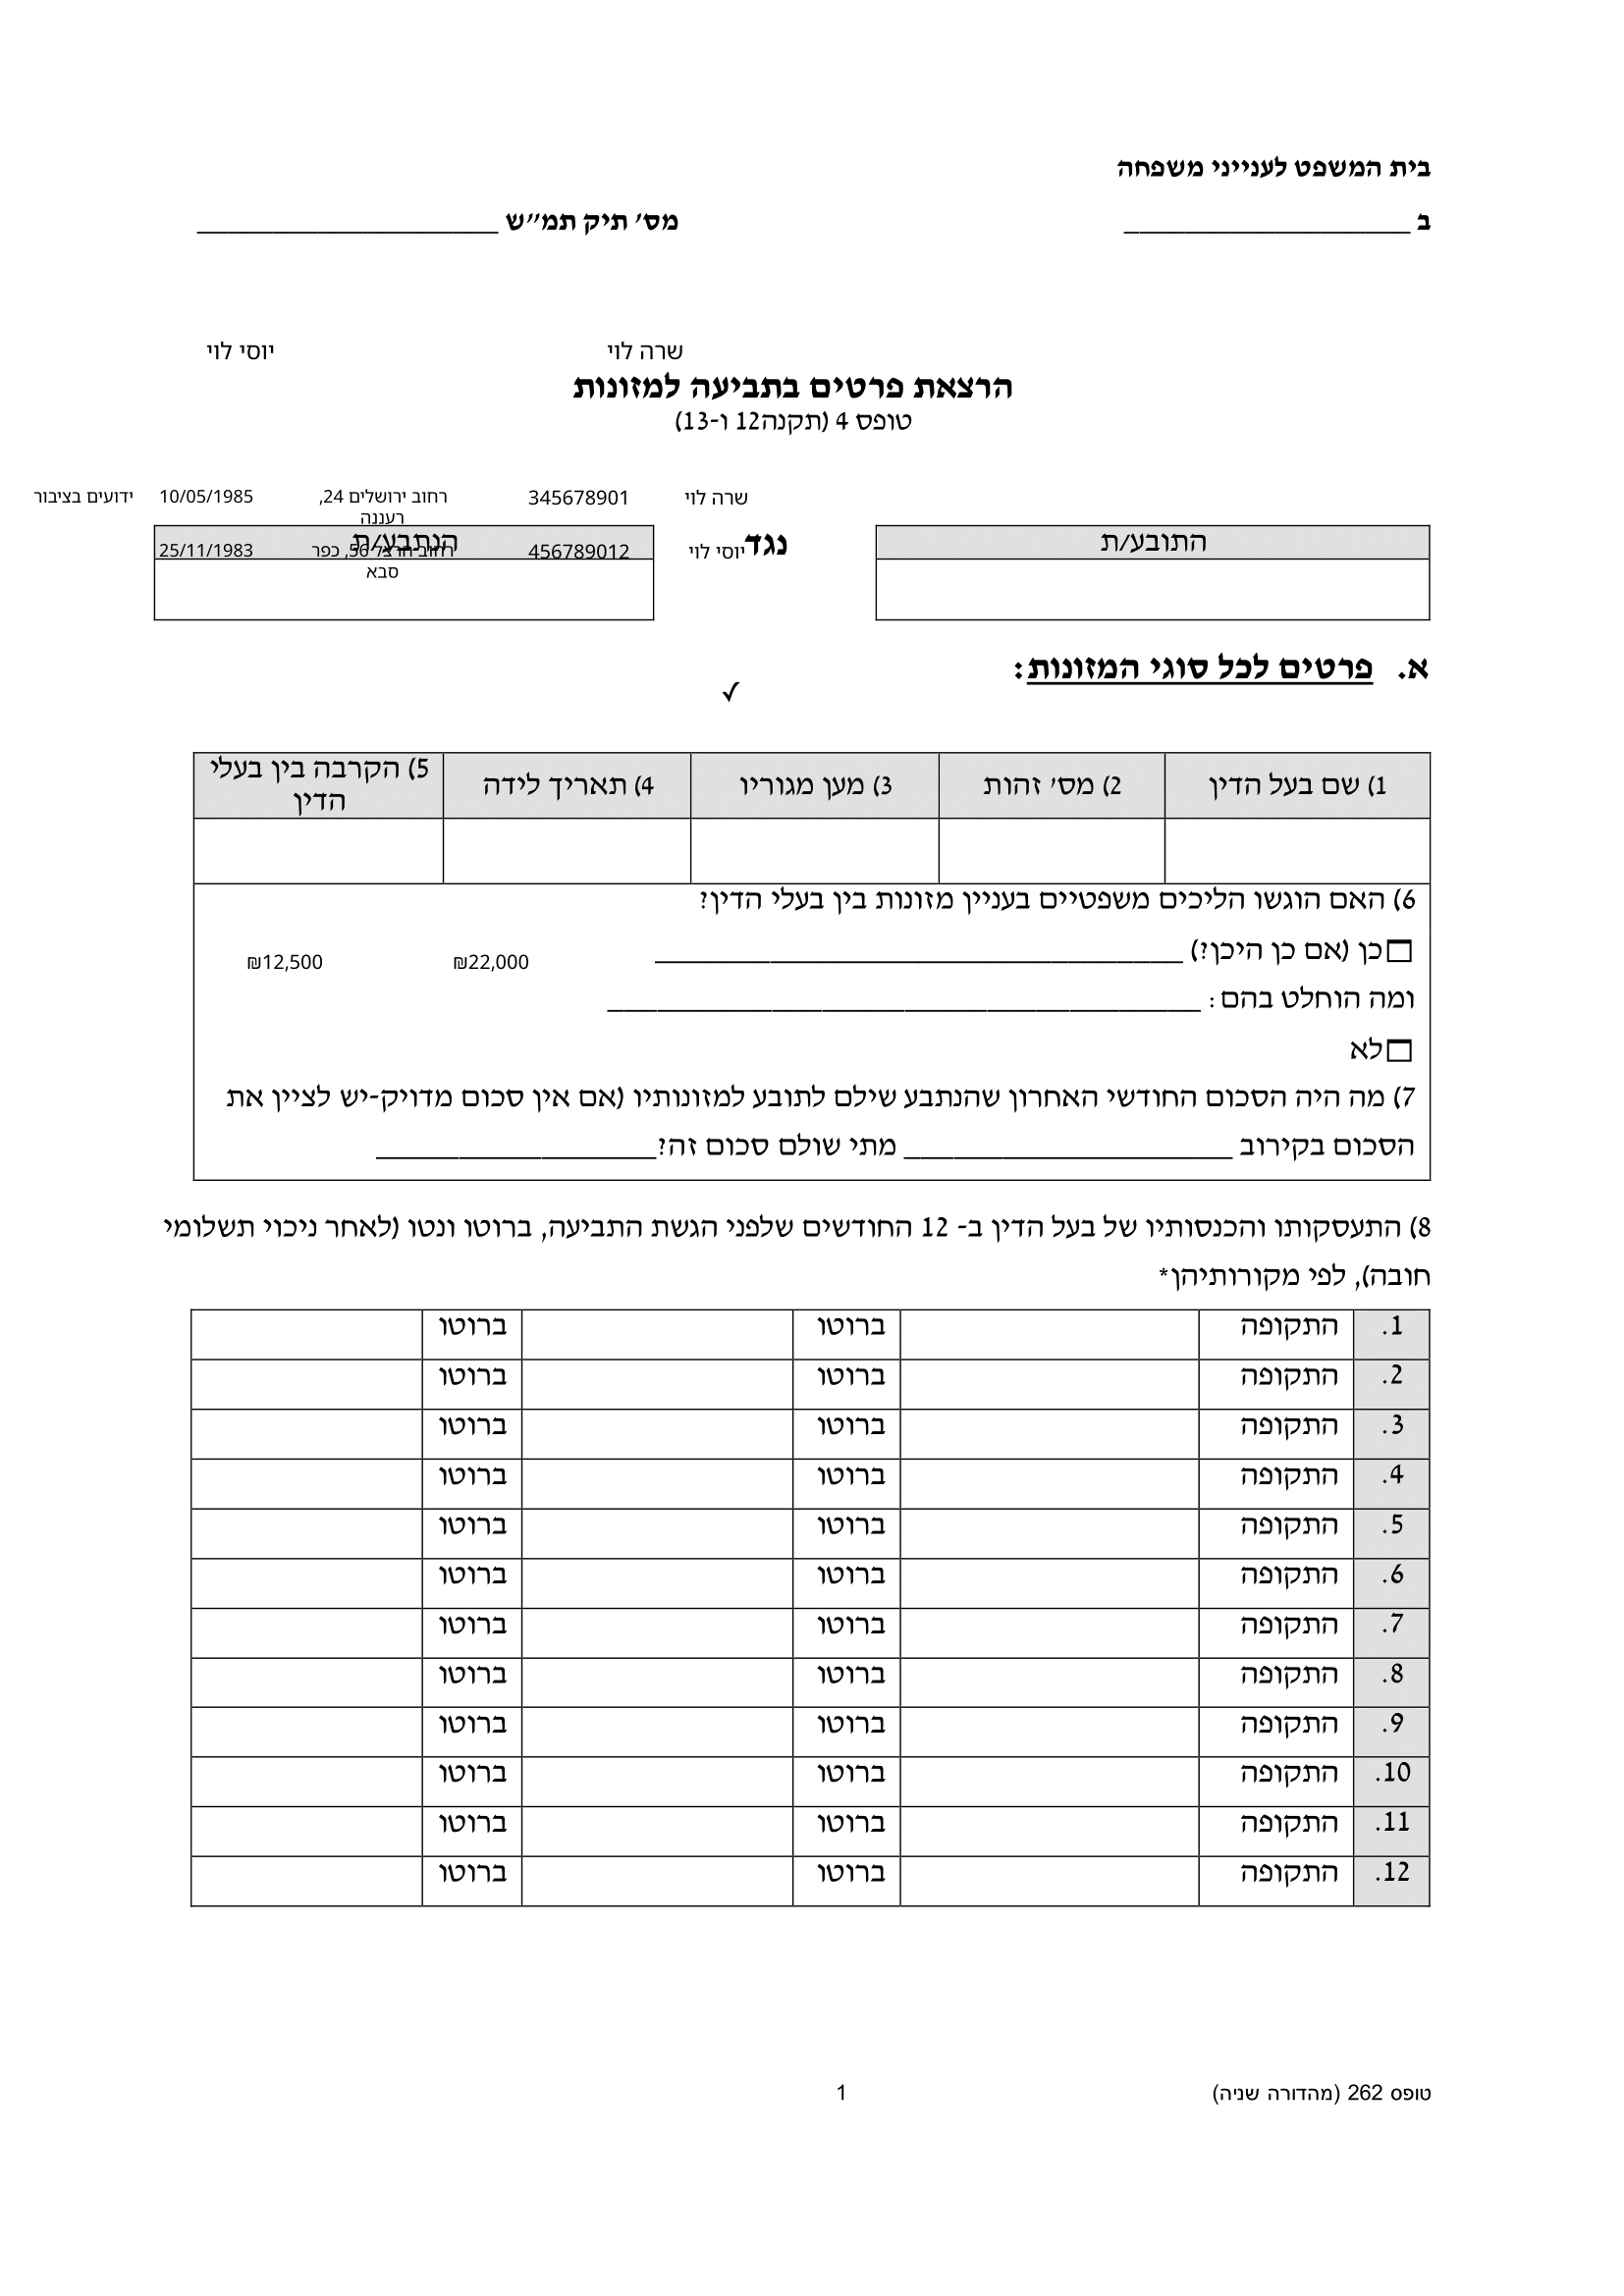 בית המשפט לענייני משפחה
ב ___________________ מס׳ תיק תמ״ש ____________________
שרה לוי יוסי לוי
הרצאת פרטים בתביעה למזונות
טופס 4 (תקנה12 ו-13)
שרה לוי 345678901 רחוב ירושלים 24, 10/05/1985 ידועים בציבור
רעננה
התובע/ת נגד הנתבע/ת
יוסי לוי 456789012 רחוב הרצל 56, כפר 25/11/1983
סבא
א. פרטים לכל סוגי המזונות:
✓
1) שם בעל הדין 2) מס׳ זהות 3) מען מגוריו 4) תאריך לידה 5) הקרבה בין בעלי
הדין
6) האם הוגשו הליכים משפטיים בעניין מזונות בין בעלי הדין?
☐כן (אם כן היכן?) ________________________________
₪22,000 ₪12,500
ומה הוחלט בהם: ____________________________________
☐לא
7) מה היה הסכום החודשי האחרון שהנתבע שילם לתובע למזונותיו (אם אין סכום מדויק-יש לציין את
הסכום בקירוב ____________________ מתי שולם סכום זה?_________________
8) התעסקותו והכנסותיו של בעל הדין ב- 12 החודשים שלפני הגשת התביעה, ברוטו ונטו (לאחר ניכוי תשלומי
חובה), לפי מקורותיהן*
1. התקופה ברוטו ברוטו
2. התקופה ברוטו ברוטו
3. התקופה ברוטו ברוטו
4. התקופה ברוטו ברוטו
5. התקופה ברוטו ברוטו
6. התקופה ברוטו ברוטו
7. התקופה ברוטו ברוטו
8. התקופה ברוטו ברוטו
9. התקופה ברוטו ברוטו
10. התקופה ברוטו ברוטו
11. התקופה ברוטו ברוטו
12. התקופה ברוטו ברוטו
טופס 262 (מהדורה שניה) 1